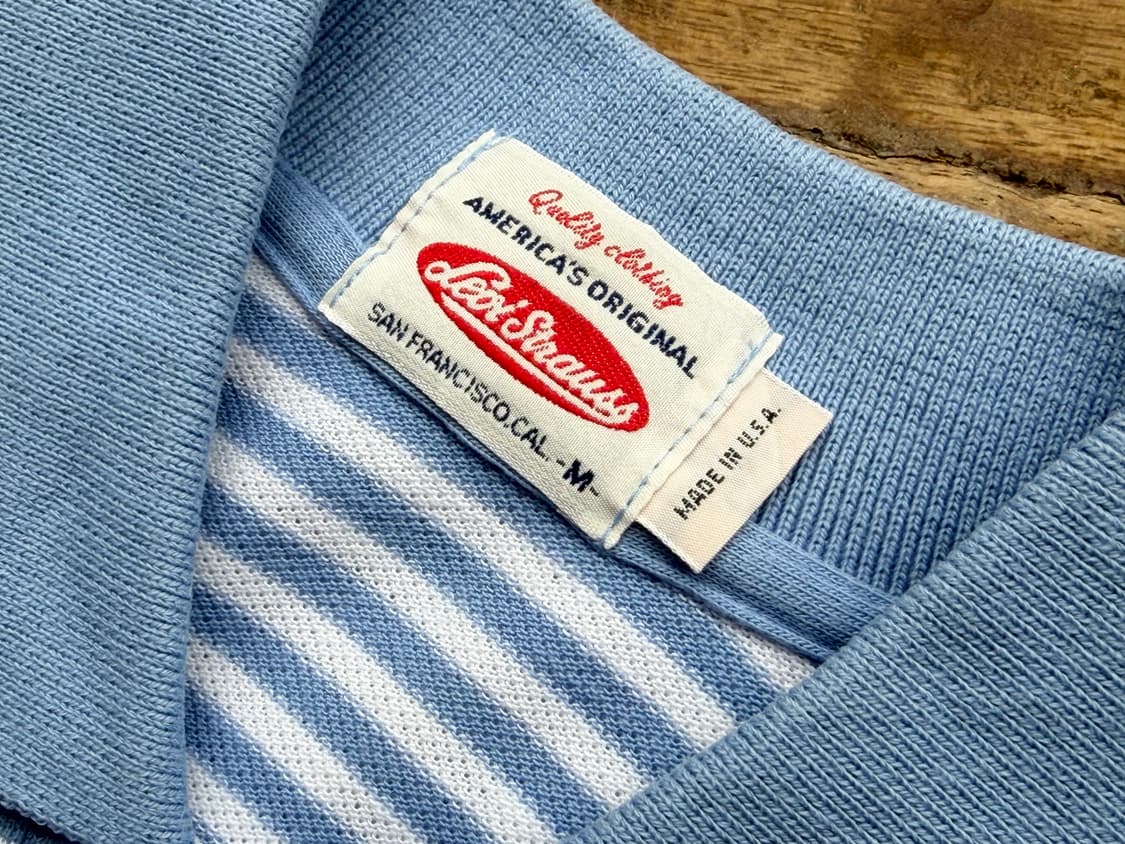 Quality clothing
AMERICA'S ORIGINAL
Levi Strauss
SAN FRANCISCO.CAL. -M-
MADE IN U.S.A.